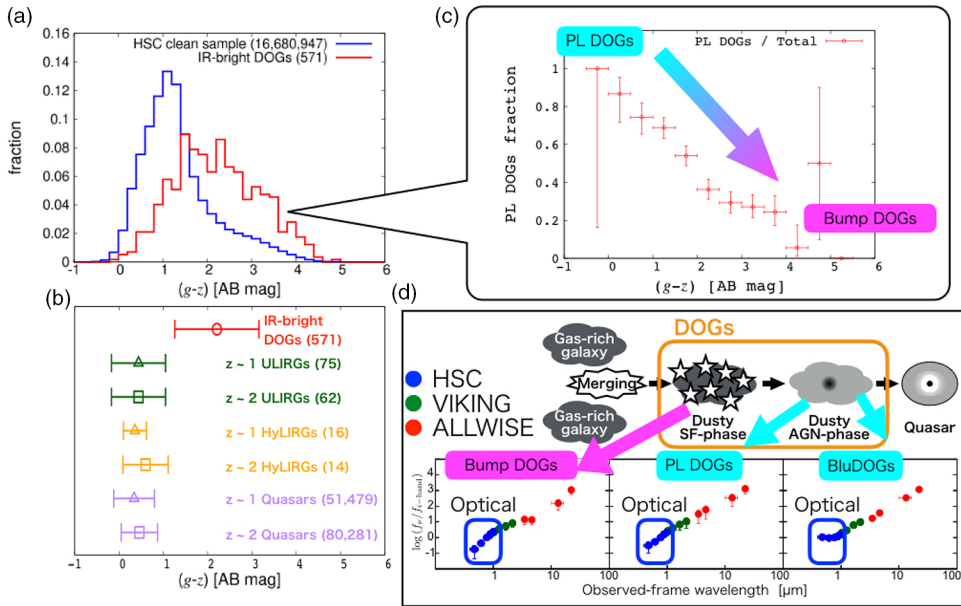 (a)
HSC clean sample (16,680,947)
IR-bright DOGs (571)
0.16
0.14
0.12
0.1
0.08
0.06
0.04
0.02
0
fraction
-1 0 1 2 3 4 5 6
(g-z) [AB mag]
(c)
PL DOGs / Total
PL DOGs
Bump DOGs
1
0.8
0.6
0.4
0.2
0
PL DOGs fraction
-1 0 1 2 3 4 5 6
(g-z) [AB mag]
(b)
IR-bright
DOGs (571)
z ~ 1 ULIRGs (75)
z ~ 2 ULIRGs (62)
z ~ 1 HyLIRGs (16)
z ~ 2 HyLIRGs (14)
z ~ 1 Quasars (51,479)
z ~ 2 Quasars (80,281)
-1 0 1 2 3 4 5 6
(g-z) [AB mag]
(d)
DOGs
Gas-rich
galaxy
Merging
Gas-rich
galaxy
Dusty
SF-phase
Dusty
AGN-phase
Quasar
HSC
VIKING
ALLWISE
Bump DOGs
PL DOGs
BluDOGs
Optical
Optical
Optical
5
4
3
2
1
0
-1
log (fν/fi-band)
1 10 100
1 10 100
1 10 100
Observed-frame wavelength [μm]